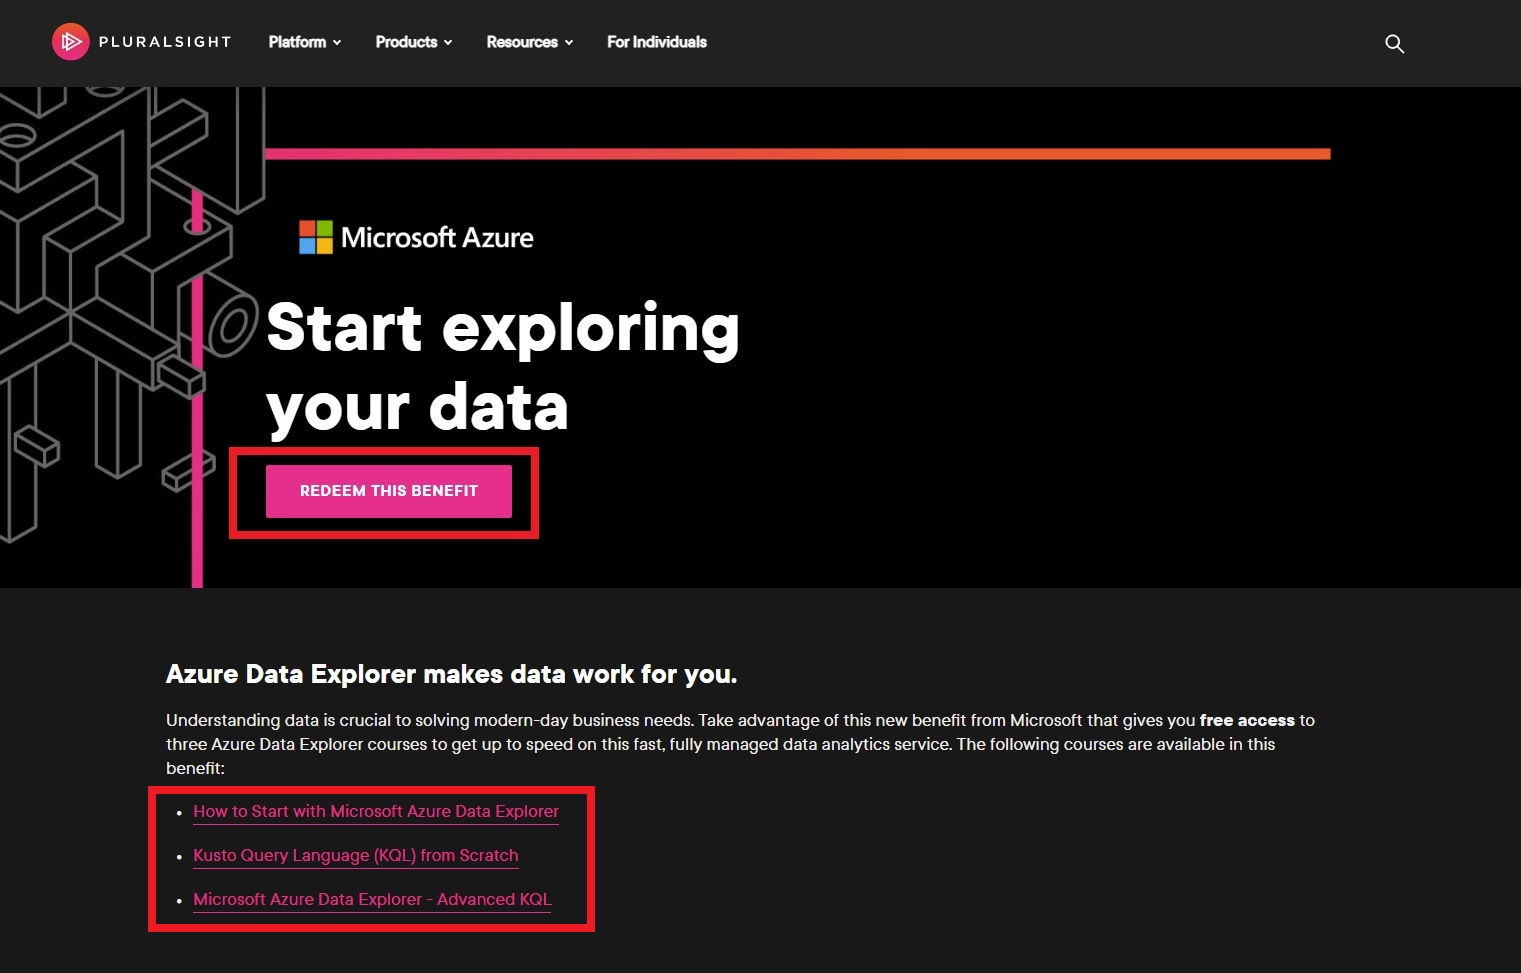 PLURALSIGHT Platform Products Resources For Individuals
Microsoft Azure
Start exploring
your data
REDEEM THIS BENEFIT
Azure Data Explorer makes data work for you.
Understanding data is crucial to solving modern-day business needs. Take advantage of this new benefit from Microsoft that gives you free access to
three Azure Data Explorer courses to get up to speed on this fast, fully managed data analytics service. The following courses are available in this
benefit:
• How to Start with Microsoft Azure Data Explorer
• Kusto Query Language (KQL) from Scratch
• Microsoft Azure Data Explorer - Advanced KQL